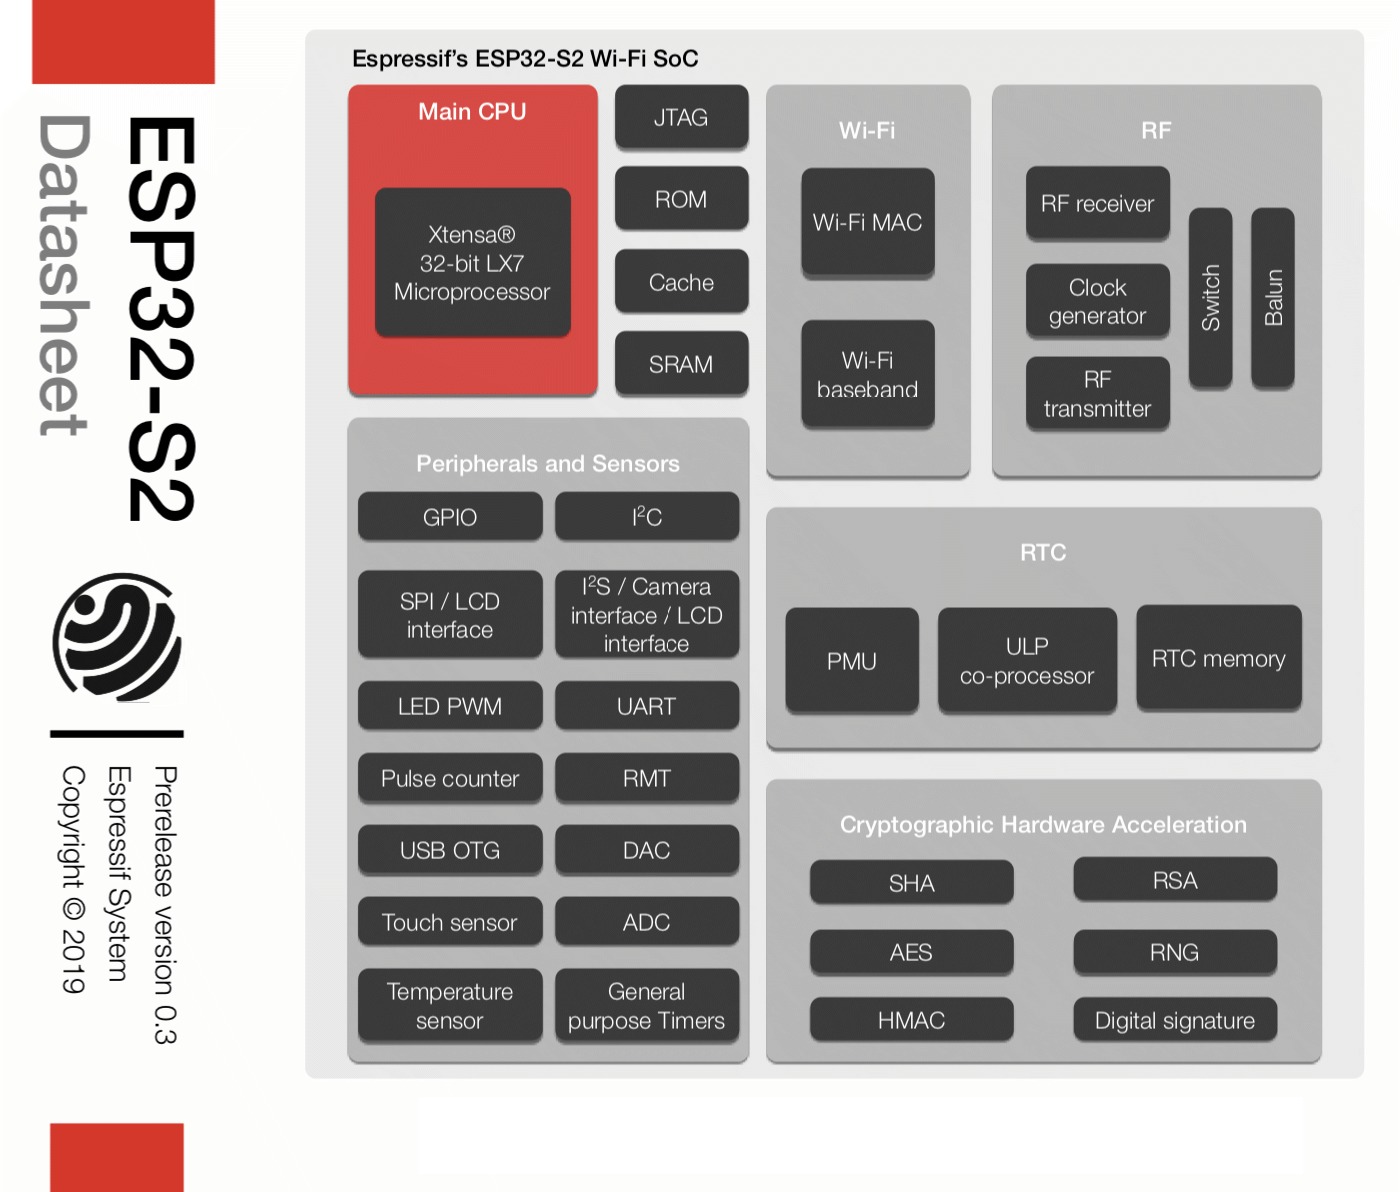 ESP32-S2
Datasheet
Prerelease version 0.3
Espressif System
Copyright © 2019
Espressif’s ESP32-S2 Wi-Fi SoC
Main CPU
Xtensa®
32-bit LX7
Microprocessor
JTAG
ROM
Cache
SRAM
Wi-Fi
Wi-Fi MAC
Wi-Fi
baseband
RF
RF receiver
Clock
generator
RF
transmitter
Switch
Balun
Peripherals and Sensors
GPIO
I²C
SPI / LCD
interface
I²S / Camera
interface / LCD
interface
LED PWM
UART
Pulse counter
RMT
USB OTG
DAC
Touch sensor
ADC
Temperature
sensor
General
purpose Timers
RTC
PMU
ULP
co-processor
RTC memory
Cryptographic Hardware Acceleration
SHA
RSA
AES
RNG
HMAC
Digital signature